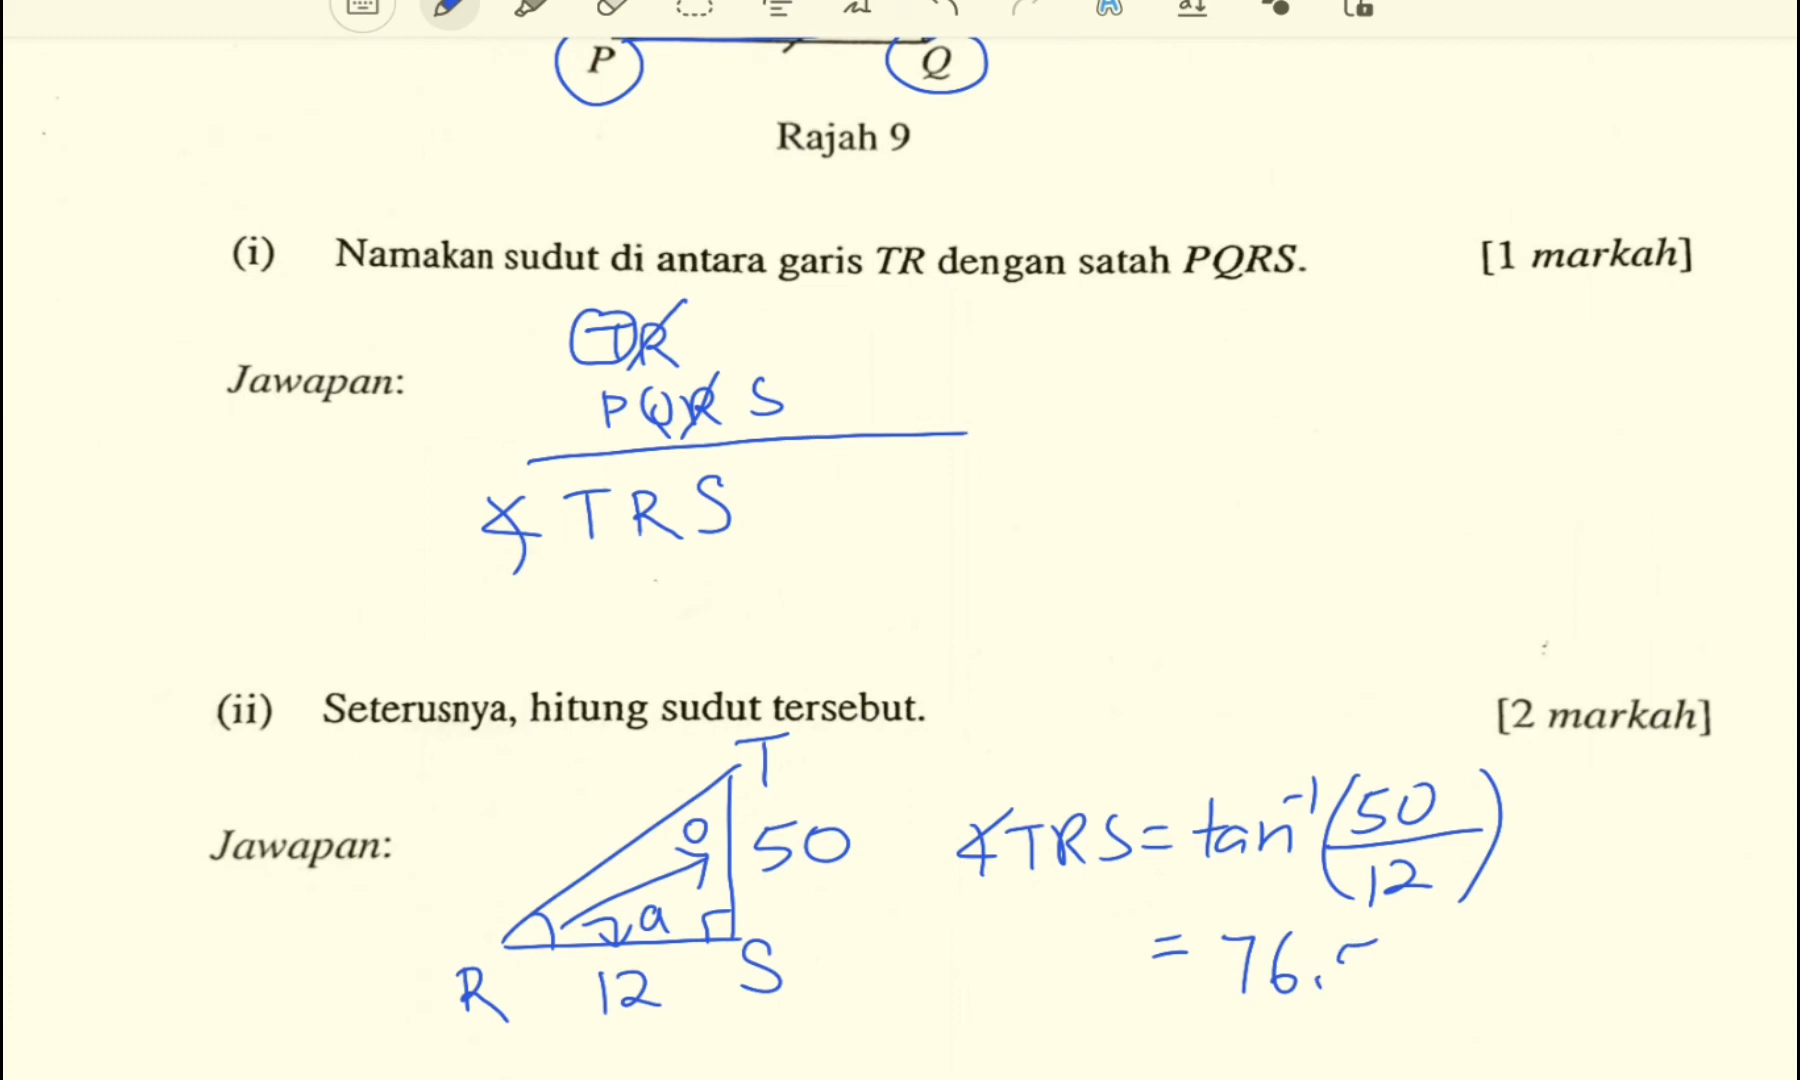 P Q
Rajah 9
(i) Namakan sudut di antara garis TR dengan satah PQRS. [1 markah]
TR
Jawapan:
PQRS
∡TRS
(ii) Seterusnya, hitung sudut tersebut. [2 markah]
T
Jawapan:
o 50 ∡TRS = tan⁻¹(50/12)
a
R 12 S = 76.